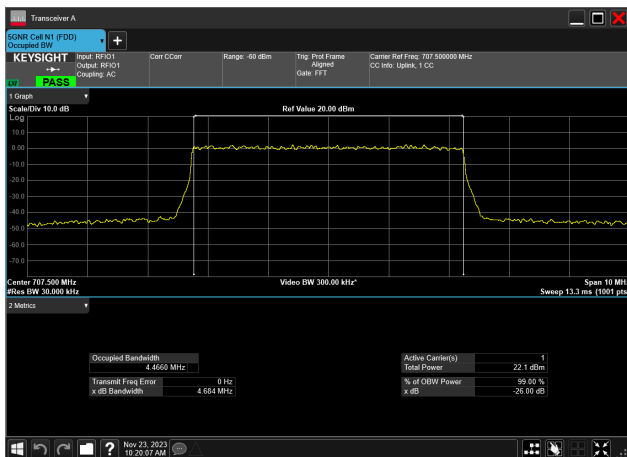 Transceiver A
5GNR Cell N1 (FDD)
Occupied BW
KEYSIGHT
Input: RFIO1
Output: RFIO1
Coupling: AC
Corr CCorr
Range: -60 dBm
Trig: Prot Frame
Aligned
Gate: FFT
Carrier Ref Freq: 707.500000 MHz
CC Info: Uplink, 1 CC
PASS
1 Graph
Scale/Div 10.0 dB
Ref Value 20.00 dBm
Log
10.0
0.00
-10.0
-20.0
-30.0
-40.0
-50.0
-60.0
-70.0
Center 707.500 MHz
Video BW 300.00 kHz*
Span 10 MHz
#Res BW 30.000 kHz
Sweep 13.3 ms (1001 pts
2 Metrics
Occupied Bandwidth
4.4660 MHz
Transmit Freq Error 0 Hz
x dB Bandwidth 4.684 MHz
Active Carrier(s) 1
Total Power 22.1 dBm
% of OBW Power 99.00 %
x dB -26.00 dB
Nov 23, 2023
10:20:07 AM